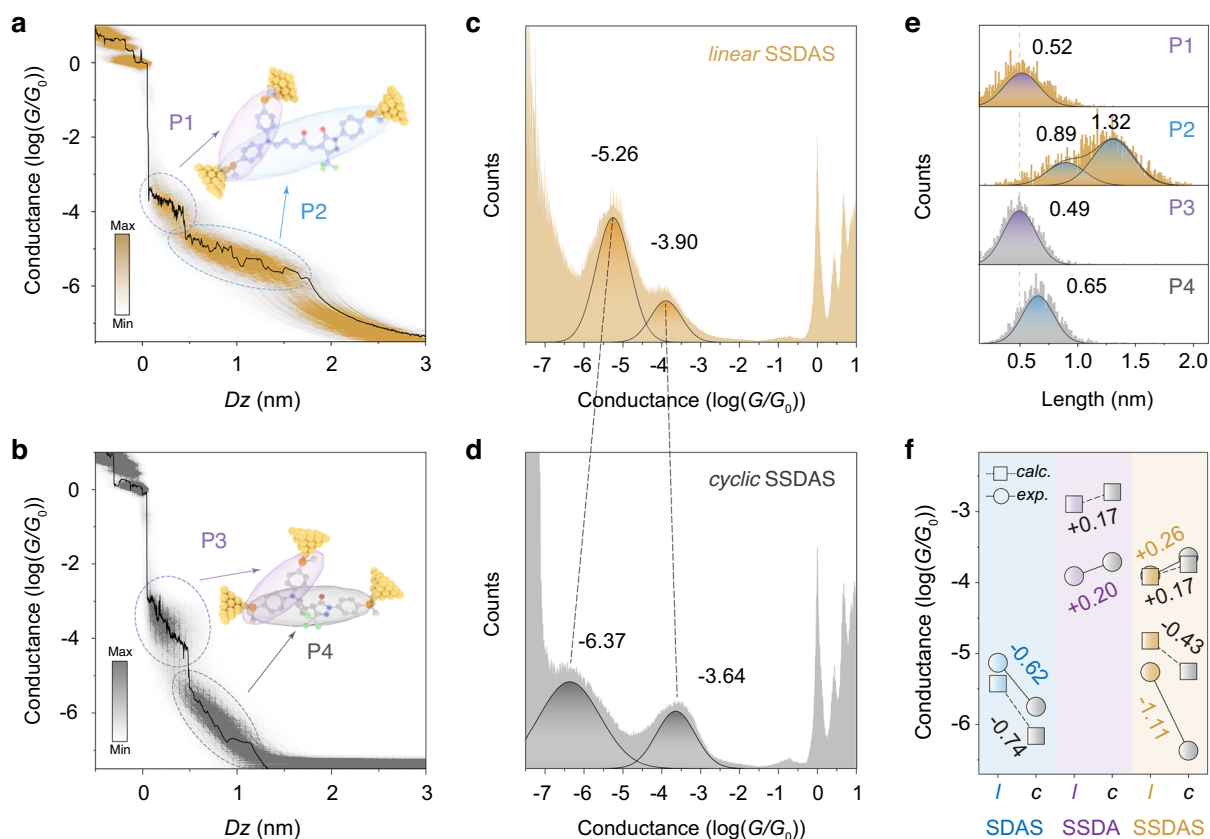 a
Conductance (log(G/G0))
0
-2
-4
-6
P1
P2
Max
Min
0
1
2
3
Dz (nm)
b
Conductance (log(G/G0))
0
-2
-4
-6
P3
P4
Max
Min
0
1
2
3
Dz (nm)
c
linear SSDAS
Counts
-5.26
-3.90
-7 -6 -5 -4 -3 -2 -1 0 1
Conductance (log(G/G0))
d
cyclic SSDAS
Counts
-6.37
-3.64
-7 -6 -5 -4 -3 -2 -1 0 1
Conductance (log(G/G0))
e
Counts
0.52
P1
0.89
1.32
P2
0.49
P3
0.65
P4
0.5 1.0 1.5 2.0
Length (nm)
f
Conductance (log(G/G0))
-3
-4
-5
-6
calc.
exp.
+0.17
+0.20
+0.26
+0.17
-0.43
-0.62
-0.74
-1.11
l c l c l c
SDAS SSDA SSDAS